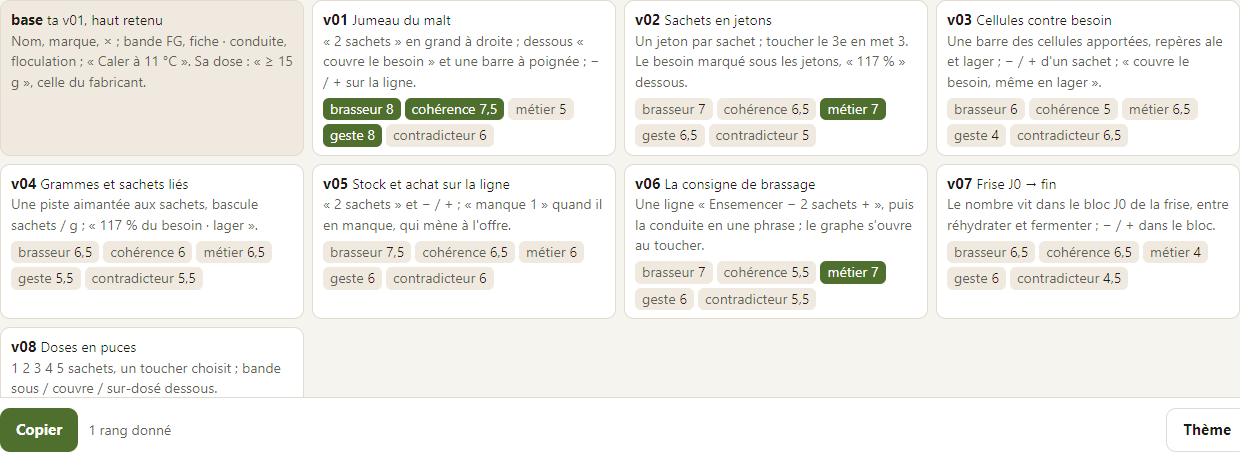 base ta v01, haut retenu
Nom, marque, × ; bande FG, fiche · conduite,
floculation ; « Caler à 11 °C ». Sa dose : « ≥ 15
g », celle du fabricant.
v01 Jumeau du malt
« 2 sachets » en grand à droite ; dessous «
couvre le besoin » et une barre à poignée ; −
/ + sur la ligne.
brasseur 8 cohérence 7,5 métier 5
geste 8 contradicteur 6
v02 Sachets en jetons
Un jeton par sachet ; toucher le 3e en met 3.
Le besoin marqué sous les jetons, « 117 % »
dessous.
brasseur 7 cohérence 6,5 métier 7
geste 6,5 contradicteur 5
v03 Cellules contre besoin
Une barre des cellules apportées, repères ale
et lager ; − / + d'un sachet ; « couvre le
besoin, même en lager ».
brasseur 6 cohérence 5 métier 6,5
geste 4 contradicteur 6,5
v04 Grammes et sachets liés
Une piste aimantée aux sachets, bascule
sachets / g ; « 117 % du besoin · lager ».
brasseur 6,5 cohérence 6 métier 6,5
geste 5,5 contradicteur 5,5
v05 Stock et achat sur la ligne
« 2 sachets » et − / + ; « manque 1 » quand il
en manque, qui mène à l'offre.
brasseur 7,5 cohérence 6,5 métier 6
geste 6 contradicteur 6
v06 La consigne de brassage
Une ligne « Ensemencer − 2 sachets + », puis
la conduite en une phrase ; le graphe s'ouvre
au toucher.
brasseur 7 cohérence 5,5 métier 7
geste 6 contradicteur 5,5
v07 Frise J0 → fin
Le nombre vit dans le bloc J0 de la frise, entre
réhydrater et fermenter ; − / + dans le bloc.
brasseur 6,5 cohérence 6,5 métier 4
geste 6 contradicteur 4,5
v08 Doses en puces
1 2 3 4 5 sachets, un toucher choisit ; bande
sous / couvre / sur-dosé dessous.
Copier 1 rang donné Thème